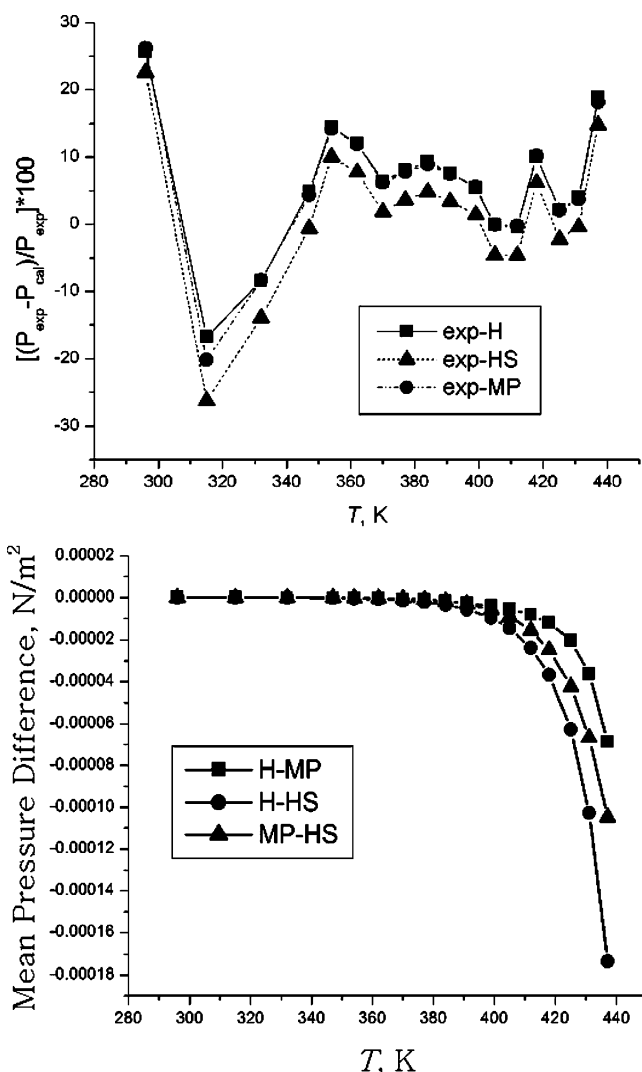 [(P_exp-P_cal)/P_exp]*100
30
20
10
0
-10
-20
-30
exp-H
exp-HS
exp-MP
280 300 320 340 360 380 400 420 440
T, K
Mean Pressure Difference, N/m²
0.00002
0.00000
-0.00002
-0.00004
-0.00006
-0.00008
-0.00010
-0.00012
-0.00014
-0.00016
-0.00018
H-MP
H-HS
MP-HS
280 300 320 340 360 380 400 420 440
T, K